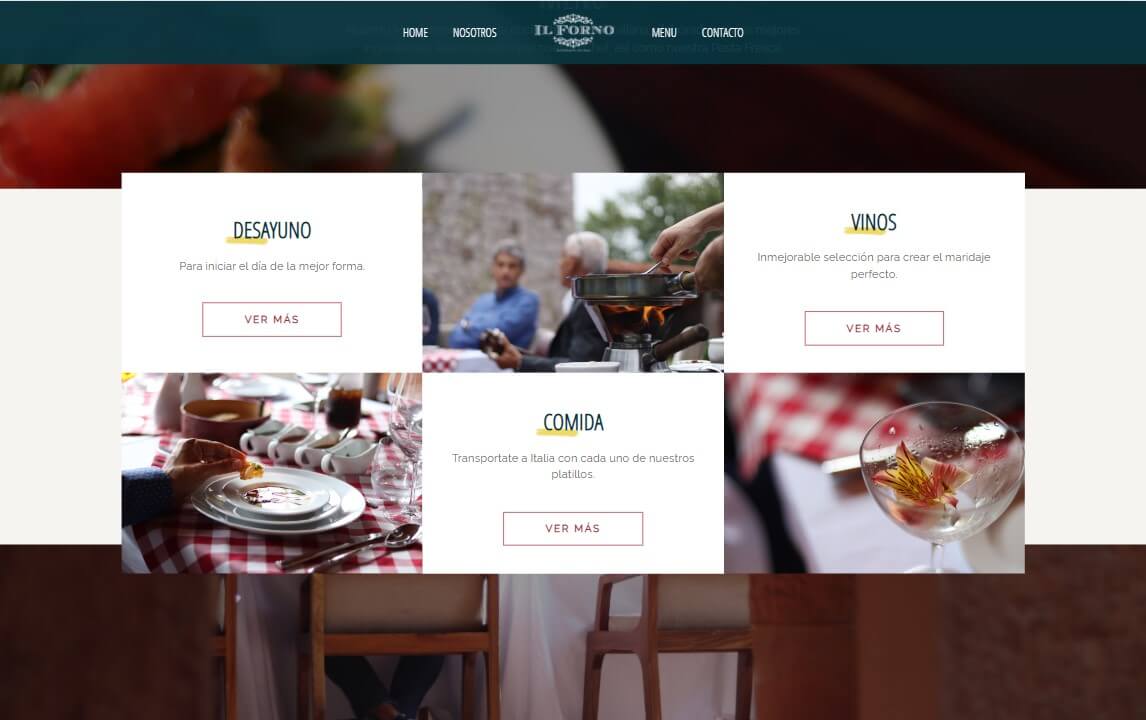 HOME
NOSOTROS
IL FORNO
MENU
CONTACTO
así como nuestra Pasta Fresca
DESAYUNO
Para iniciar el día de la mejor forma.
VER MÁS
VINOS
Inmejorable selección para crear el maridaje
perfecto.
VER MÁS
COMIDA
Transportate a Italia con cada uno de nuestros
platillos.
VER MÁS